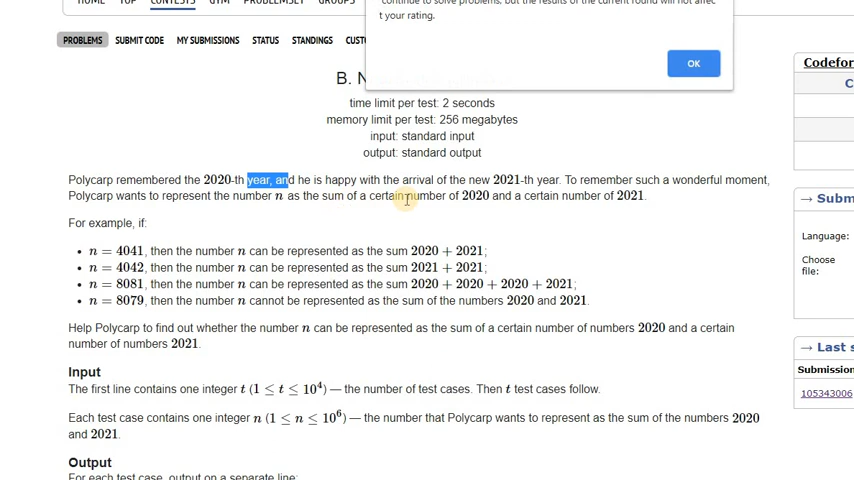 HOME TOP CONTESTS GYM PROBLEMSET GROUPS
continue to solve problems, but the results of the current round will not affec
t your rating.
OK
PROBLEMS SUBMIT CODE MY SUBMISSIONS STATUS STANDINGS CUST
Codefor
C
B. N
time limit per test: 2 seconds
memory limit per test: 256 megabytes
input: standard input
output: standard output
Polycarp remembered the 2020-th year, and he is happy with the arrival of the new 2021-th year. To remember such a wonderful moment,
Polycarp wants to represent the number n as the sum of a certain number of 2020 and a certain number of 2021.
For example, if:
• n = 4041, then the number n can be represented as the sum 2020 + 2021;
• n = 4042, then the number n can be represented as the sum 2021 + 2021;
• n = 8081, then the number n can be represented as the sum 2020 + 2020 + 2020 + 2021;
• n = 8079, then the number n cannot be represented as the sum of the numbers 2020 and 2021.
Help Polycarp to find out whether the number n can be represented as the sum of a certain number of numbers 2020 and a certain
number of numbers 2021.
Input
The first line contains one integer t (1 ≤ t ≤ 10⁴) — the number of test cases. Then t test cases follow.
Each test case contains one integer n (1 ≤ n ≤ 10⁶) — the number that Polycarp wants to represent as the sum of the numbers 2020
and 2021.
Output
For each test case, output on a separate line:
→ Subm
Language:
Choose
file:
→ Last s
Submission
105343006